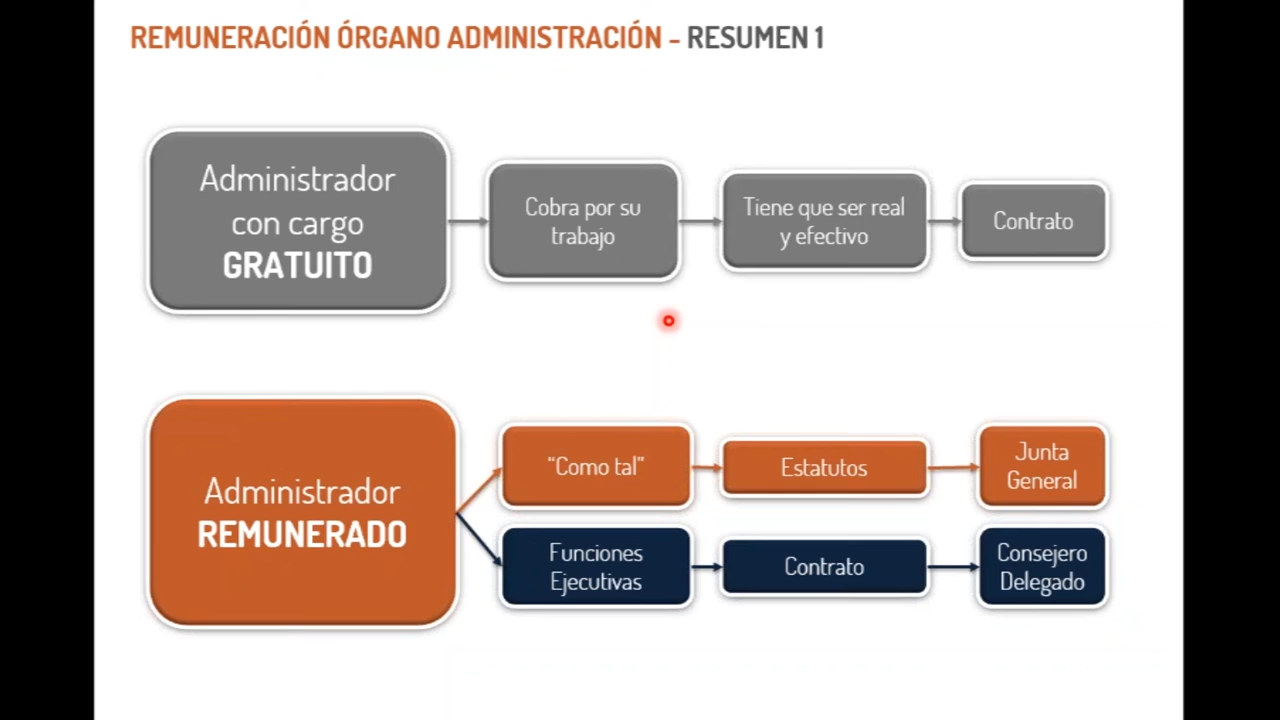 REMUNERACIÓN ÓRGANO ADMINISTRACIÓN - RESUMEN 1
Administrador
con cargo
GRATUITO
Cobra por su
trabajo
Tiene que ser real
y efectivo
Contrato
Administrador
REMUNERADO
“Como tal”
Estatutos
Junta
General
Funciones
Ejecutivas
Contrato
Consejero
Delegado